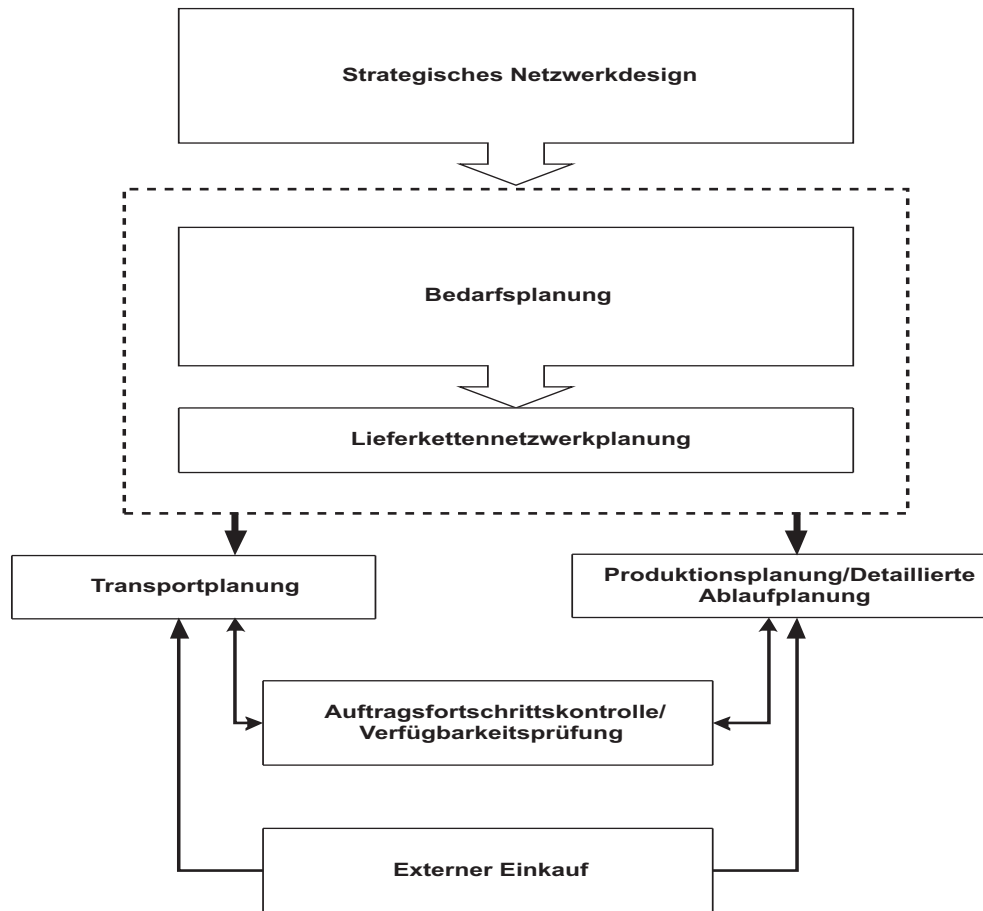 Strategisches Netzwerkdesign
Bedarfsplanung
Lieferkettennetzwerkplanung
Transportplanung
Produktionsplanung/Detaillierte
Ablaufplanung
Auftragsfortschrittskontrolle/
Verfügbarkeitsprüfung
Externer Einkauf